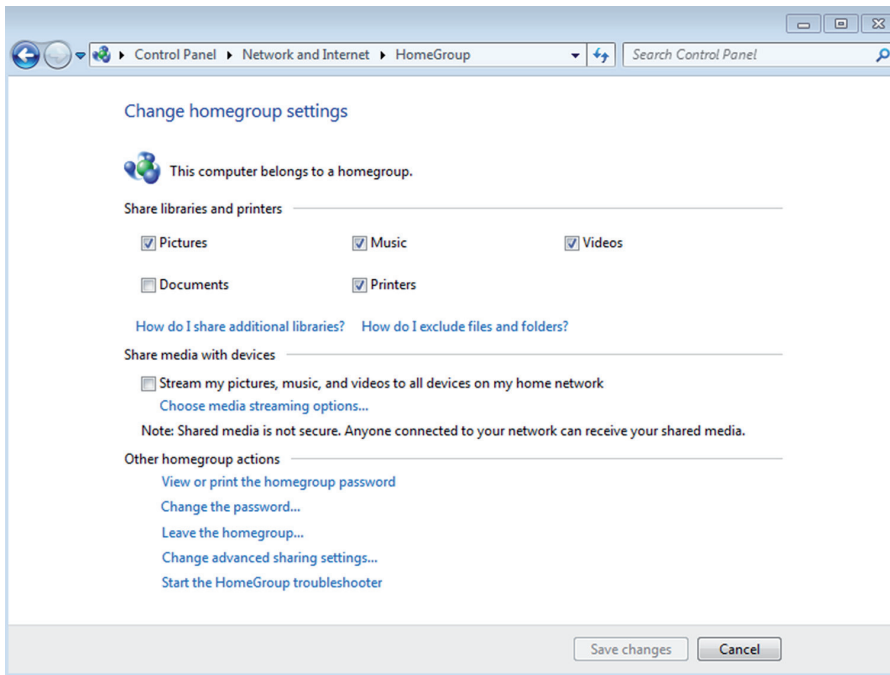 Control Panel Network and Internet HomeGroup Search Control Panel
Change homegroup settings
This computer belongs to a homegroup.
Share libraries and printers
Pictures Music Videos
Documents Printers
How do I share additional libraries? How do I exclude files and folders?
Share media with devices
Stream my pictures, music, and videos to all devices on my home network
Choose media streaming options...
Note: Shared media is not secure. Anyone connected to your network can receive your shared media.
Other homegroup actions
View or print the homegroup password
Change the password...
Leave the homegroup...
Change advanced sharing settings...
Start the HomeGroup troubleshooter
Save changes Cancel